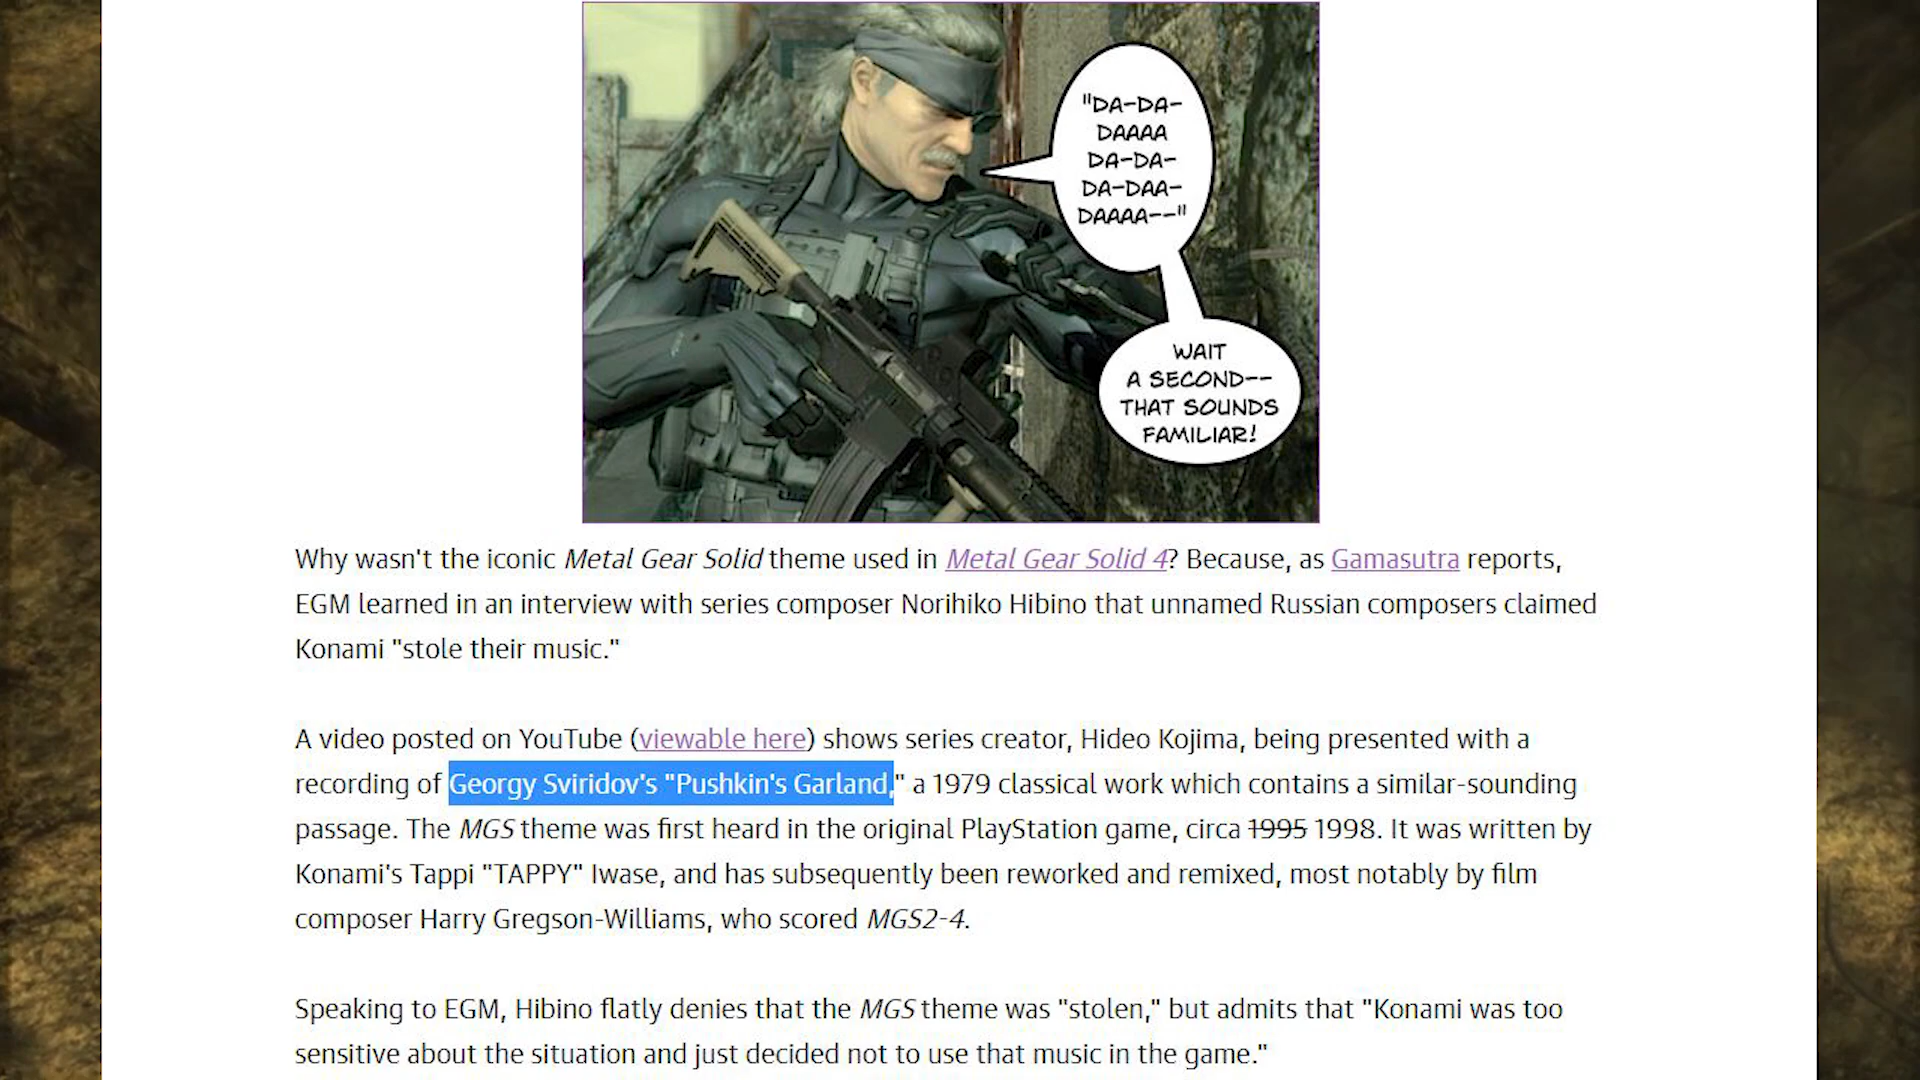 "DA-DA-
DAAAA
DA-DA-
DA-DAA-
DAAAA--"
WAIT
A SECOND--
THAT SOUNDS
FAMILIAR!
Why wasn't the iconic Metal Gear Solid theme used in Metal Gear Solid 4? Because, as Gamasutra reports,
EGM learned in an interview with series composer Norihiko Hibino that unnamed Russian composers claimed
Konami "stole their music."
A video posted on YouTube (viewable here) shows series creator, Hideo Kojima, being presented with a
recording of Georgy Sviridov's "Pushkin's Garland," a 1979 classical work which contains a similar-sounding
passage. The MGS theme was first heard in the original PlayStation game, circa 1995 1998. It was written by
Konami's Tappi "TAPPY" Iwase, and has subsequently been reworked and remixed, most notably by film
composer Harry Gregson-Williams, who scored MGS2-4.
Speaking to EGM, Hibino flatly denies that the MGS theme was "stolen," but admits that "Konami was too
sensitive about the situation and just decided not to use that music in the game."